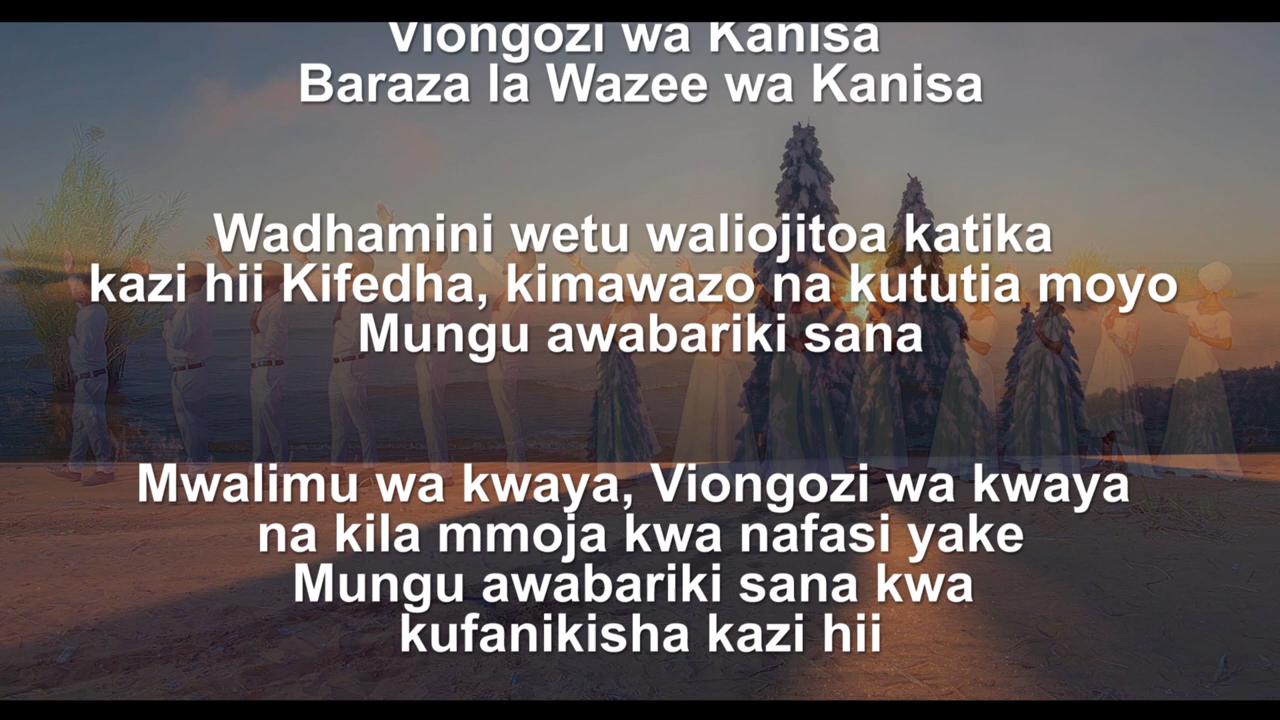 Viongozi wa Kanisa
Baraza la Wazee wa Kanisa
Wadhamini wetu waliojitoa katika
kazi hii Kifedha, kimawazo na kututia moyo
Mungu awabariki sana
Mwalimu wa kwaya, Viongozi wa kwaya
na kila mmoja kwa nafasi yake
Mungu awabariki sana kwa
kufanikisha kazi hii